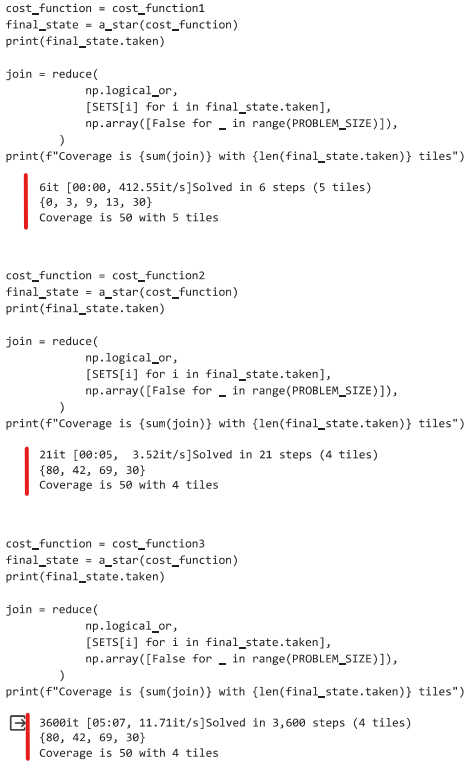 cost_function = cost_function1
final_state = a_star(cost_function)
print(final_state.taken)
join = reduce(
np.logical_or,
[SETS[i] for i in final_state.taken],
np.array([False for _ in range(PROBLEM_SIZE)]),
)
print(f"Coverage is {sum(join)} with {len(final_state.taken)} tiles")
6it [00:00, 412.55it/s]Solved in 6 steps (5 tiles)
{0, 3, 9, 13, 30}
Coverage is 50 with 5 tiles
cost_function = cost_function2
final_state = a_star(cost_function)
print(final_state.taken)
join = reduce(
np.logical_or,
[SETS[i] for i in final_state.taken],
np.array([False for _ in range(PROBLEM_SIZE)]),
)
print(f"Coverage is {sum(join)} with {len(final_state.taken)} tiles")
21it [00:05,  3.52it/s]Solved in 21 steps (4 tiles)
{80, 42, 69, 30}
Coverage is 50 with 4 tiles
cost_function = cost_function3
final_state = a_star(cost_function)
print(final_state.taken)
join = reduce(
np.logical_or,
[SETS[i] for i in final_state.taken],
np.array([False for _ in range(PROBLEM_SIZE)]),
)
print(f"Coverage is {sum(join)} with {len(final_state.taken)} tiles")
3600it [05:07, 11.71it/s]Solved in 3,600 steps (4 tiles)
{80, 42, 69, 30}
Coverage is 50 with 4 tiles